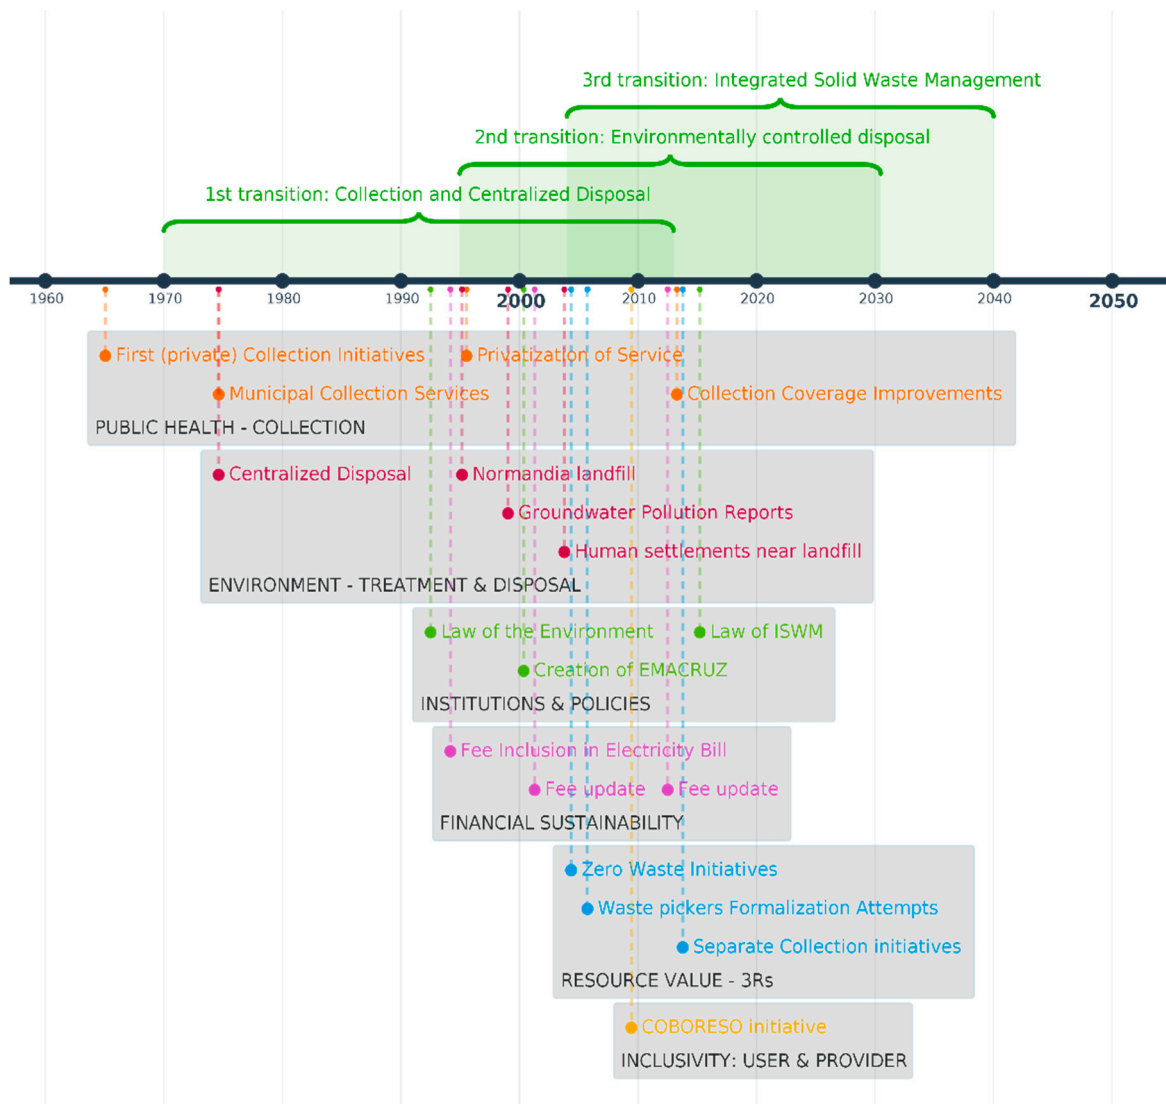 3rd transition: Integrated Solid Waste Management
2nd transition: Environmentally controlled disposal
1st transition: Collection and Centralized Disposal
1960 1970 1980 1990 2000 2010 2020 2030 2040 2050
First (private) Collection Initiatives Privatization of Service
Municipal Collection Services Collection Coverage Improvements
PUBLIC HEALTH - COLLECTION
Centralized Disposal Normandia landfill
Groundwater Pollution Reports
Human settlements near landfill
ENVIRONMENT - TREATMENT & DISPOSAL
Law of the Environment Law of ISWM
Creation of EMACRUZ
INSTITUTIONS & POLICIES
Fee Inclusion in Electricity Bill
Fee update Fee update
FINANCIAL SUSTAINABILITY
Zero Waste Initiatives
Waste pickers Formalization Attempts
Separate Collection initiatives
RESOURCE VALUE - 3Rs
COBORESO initiative
INCLUSIVITY: USER & PROVIDER